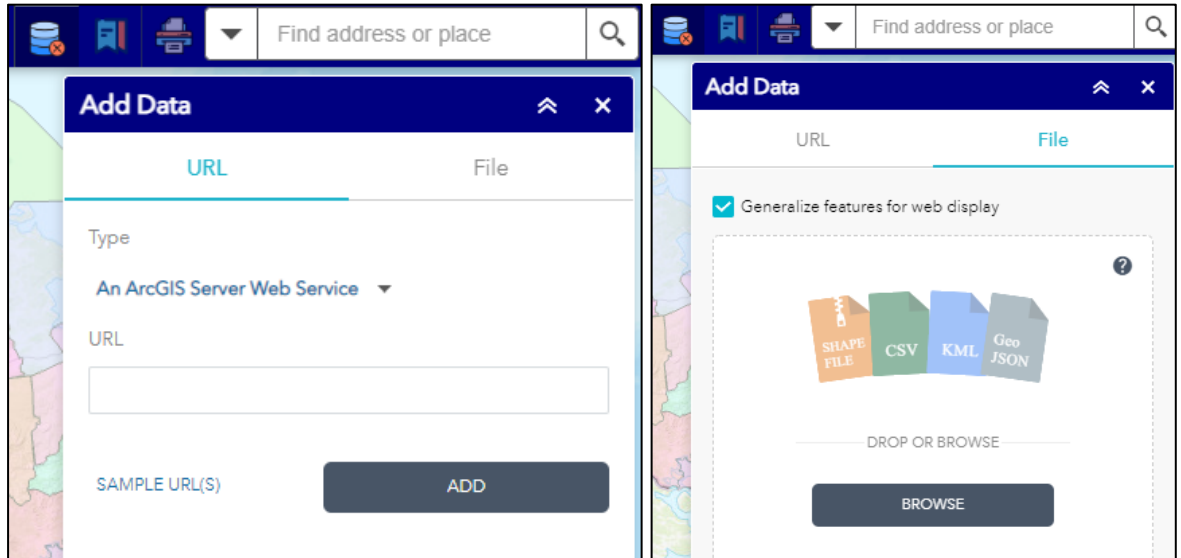 Find address or place
Add Data
URL File
Type
An ArcGIS Server Web Service
URL
SAMPLE URL(S) ADD
Find address or place
Add Data
URL File
Generalize features for web display
SHAPE
FILE
CSV
KML
Geo
JSON
DROP OR BROWSE
BROWSE